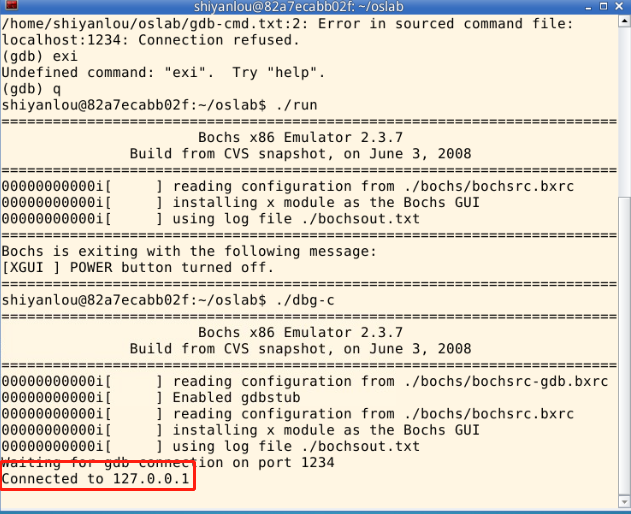 shiyanlou@82a7ecabb02f: ~/oslab
/home/shiyanlou/oslab/gdb-cmd.txt:2: Error in sourced command file:
localhost:1234: Connection refused.
(gdb) exi
Undefined command: "exi".  Try "help".
(gdb) q
shiyanlou@82a7ecabb02f:~/oslab$ ./run
========================================================================
Bochs x86 Emulator 2.3.7
Build from CVS snapshot, on June 3, 2008
========================================================================
00000000000i[     ] reading configuration from ./bochs/bochsrc.bxrc
00000000000i[     ] installing x module as the Bochs GUI
00000000000i[     ] using log file ./bochsout.txt
========================================================================
Bochs is exiting with the following message:
[XGUI ] POWER button turned off.
========================================================================
shiyanlou@82a7ecabb02f:~/oslab$ ./dbg-c
========================================================================
Bochs x86 Emulator 2.3.7
Build from CVS snapshot, on June 3, 2008
========================================================================
00000000000i[     ] reading configuration from ./bochs/bochsrc-gdb.bxrc
00000000000i[     ] Enabled gdbstub
00000000000i[     ] reading configuration from ./bochs/bochsrc.bxrc
00000000000i[     ] installing x module as the Bochs GUI
00000000000i[     ] using log file ./bochsout.txt
Waiting for gdb connection on port 1234
Connected to 127.0.0.1